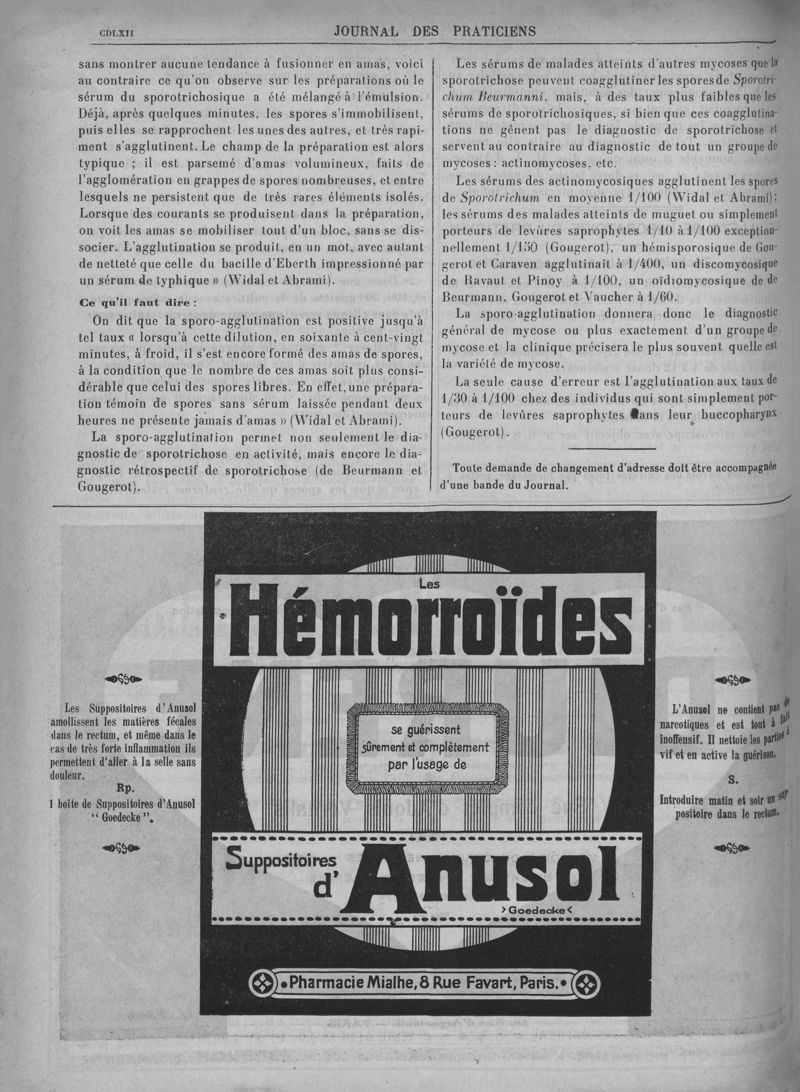 CDLXII
JOURNAL DES PRATICIENS
sans montrer aucune tendance à fusionner en amas, voici
au contraire ce qu'on observe sur les préparations où le
sérum du sporotrichosique a été mélangé à l'émulsion.
Déjà, après quelques minutes, les spores s'immobilisent,
puis elles se rapprochent les unes des autres, et très rapi-
ment s'agglutinent. Le champ de la préparation est alors
typique ; il est parsemé d'amas volumineux, faits de
l'agglomération en grappes de spores nombreuses, et entre
lesquels ne persistent que de très rares éléments isolés.
Lorsque des courants se produisent dans la préparation,
on voit les amas se mobiliser tout d'un bloc, sans se dis-
socier. L'agglutination se produit, en un mot, avec autant
de netteté que celle du bacille d'Eberth impressionné par
un sérum de typhique » (Widal et Abrami).
Ce qu'il faut dire :
On dit que la sporo-agglutination est positive jusqu'à
tel taux « lorsqu'à cette dilution, en soixante à cent-vingt
minutes, à froid, il s'est encore formé des amas de spores,
à la condition que le nombre de ces amas soit plus consi-
dérable que celui des spores libres. En effet, une prépara-
tion témoin de spores sans sérum laissée pendant deux
heures ne présente jamais d'amas » (Widal et Abrami).
La sporo-agglutination permet non seulement le dia-
gnostic de sporotrichose en activité, mais encore le dia-
gnostic rétrospectif de sporotrichose (de Beurmann et
Gougerot).
Les sérums de malades atteints d'autres mycoses que la
sporotrichose peuvent coagglutiner les spores de Sporotri-
chum Beurmanni, mais, à des taux plus faibles que les
sérums de sporotrichosiques, si bien que ces coagglutina-
tions ne gênent pas le diagnostic de sporotrichose et
servent au contraire au diagnostic de tout un groupe de
mycoses : actinomycoses, etc.
Les sérums des actinomycosiques agglutinent les spores
de Sporotrichum en moyenne 1/100 (Widal et Abrami);
les sérums des malades atteints de muguet ou simplement
porteurs de levûres saprophytes 1/10 à 1/100 exception-
nellement 1/150 (Gougerot), un hémisporosique de Gou-
gerot et Caraven agglutinait à 1/400, un discomycosique
de Ravaut et Pinoy à 1/100, un oïdiomycosique de de
Beurmann, Gougerot et Vaucher à 1/60.
La sporo-agglutination donnera donc le diagnostic
général de mycose ou plus exactement d'un groupe de
mycose et la clinique précisera le plus souvent quelle est
la variété de mycose.
La seule cause d'erreur est l'agglutination aux taux de
1/30 à 1/100 chez des individus qui sont simplement por-
teurs de levûres saprophytes dans leur buccopharynx
(Gougerot).
Toute demande de changement d'adresse doit être accompagnée
d'une bande du Journal.
Les Suppositoires d'Anusol
amollissent les matières fécales
dans le rectum, et même dans le
cas de très forte inflammation ils
permettent d'aller à la selle sans
douleur.
Rp.
1 boîte de Suppositoires d'Anusol
" Goedecke ".
Les
Hémorroïdes
se guérissent
sûrement et complètement
par l'usage de
Suppositoires
d'Anusol
>Goedecke<
Pharmacie Mialhe, 8 Rue Favart, Paris.
L'Anusol ne contient pas de
narcotiques et est tout à fait
inoffensif. Il nettoie les parties à
vif et en active la guérison.
S.
Introduire matin et soir un sup
positoire dans le rectum.